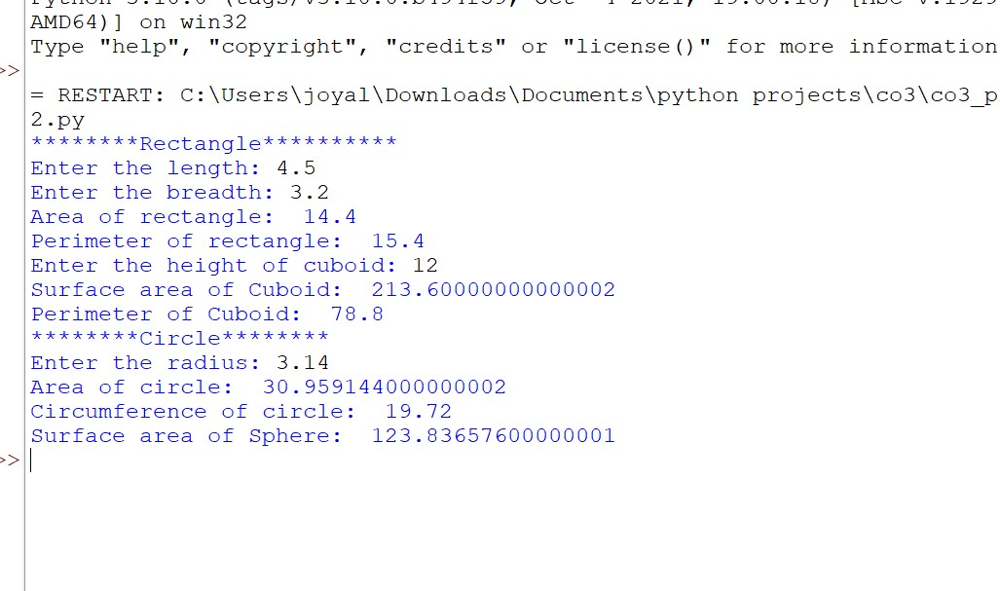 AMD64)] on win32
Type "help", "copyright", "credits" or "license()" for more information
>>
= RESTART: C:\Users\joyal\Downloads\Documents\python projects\co3\co3_p
2.py
********Rectangle**********
Enter the length: 4.5
Enter the breadth: 3.2
Area of rectangle:  14.4
Perimeter of rectangle:  15.4
Enter the height of cuboid: 12
Surface area of Cuboid:  213.60000000000002
Perimeter of Cuboid:  78.8
********Circle********
Enter the radius: 3.14
Area of circle:  30.959144000000002
Circumference of circle:  19.72
Surface area of Sphere:  123.83657600000001
>>